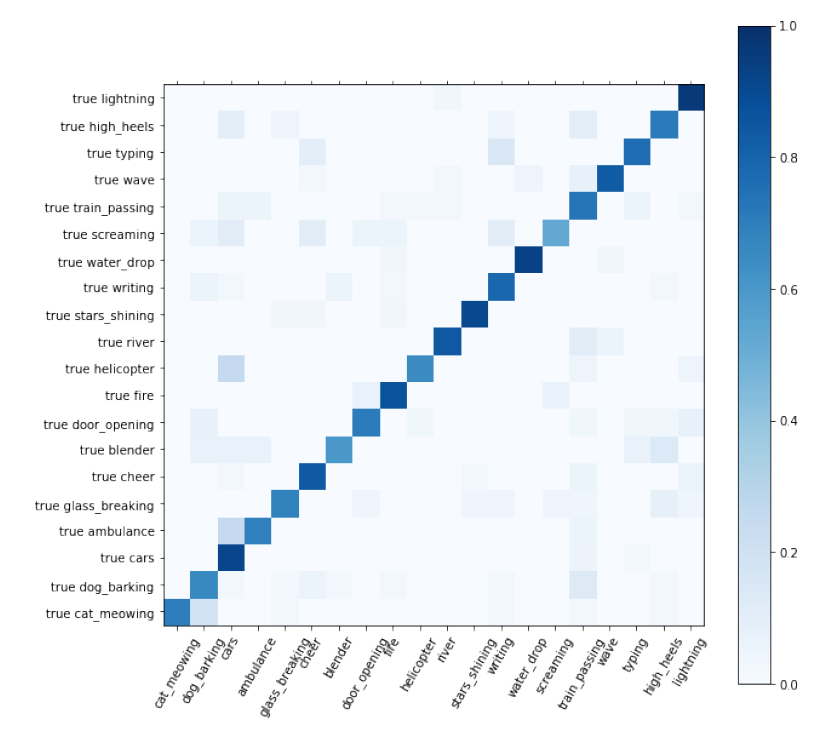 1.0
true lightning
true high_heels
true typing
true wave
0.8
true train_passing
true screaming
true water_drop
true writing
0.6
true stars_shining
true river
true helicopter
true fire
0.4
true door_opening
true blender
true cheer
true glass_breaking
0.2
true ambulance
true cars
true dog_barking
true cat_meowing
0.0
cat_meowing
dog_barking
cars
ambulance
glass_breaking
cheer
blender
door_opening
fire
helicopter
river
stars_shining
writing
water_drop
screaming
train_passing
wave
typing
high_heels
lightning